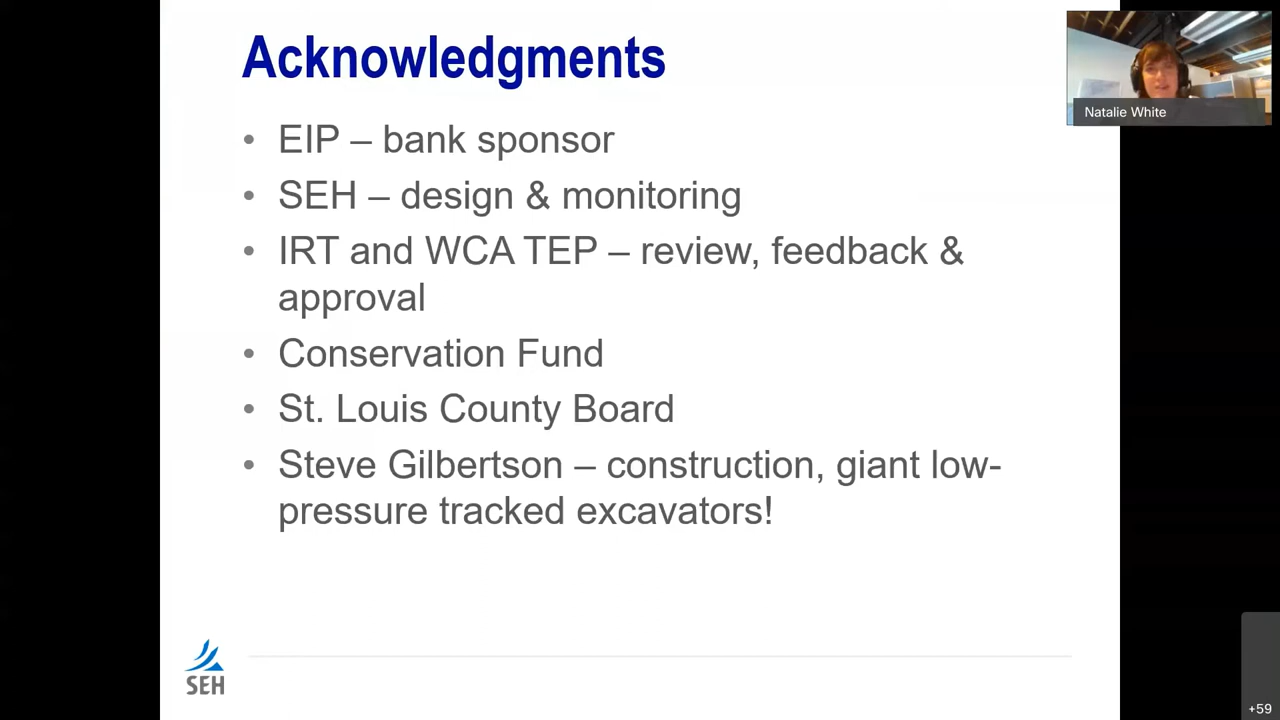 Acknowledgments
Natalie White
• EIP – bank sponsor
• SEH – design & monitoring
• IRT and WCA TEP – review, feedback &
approval
• Conservation Fund
• St. Louis County Board
• Steve Gilbertson – construction, giant low-
pressure tracked excavators!
SEH
+59